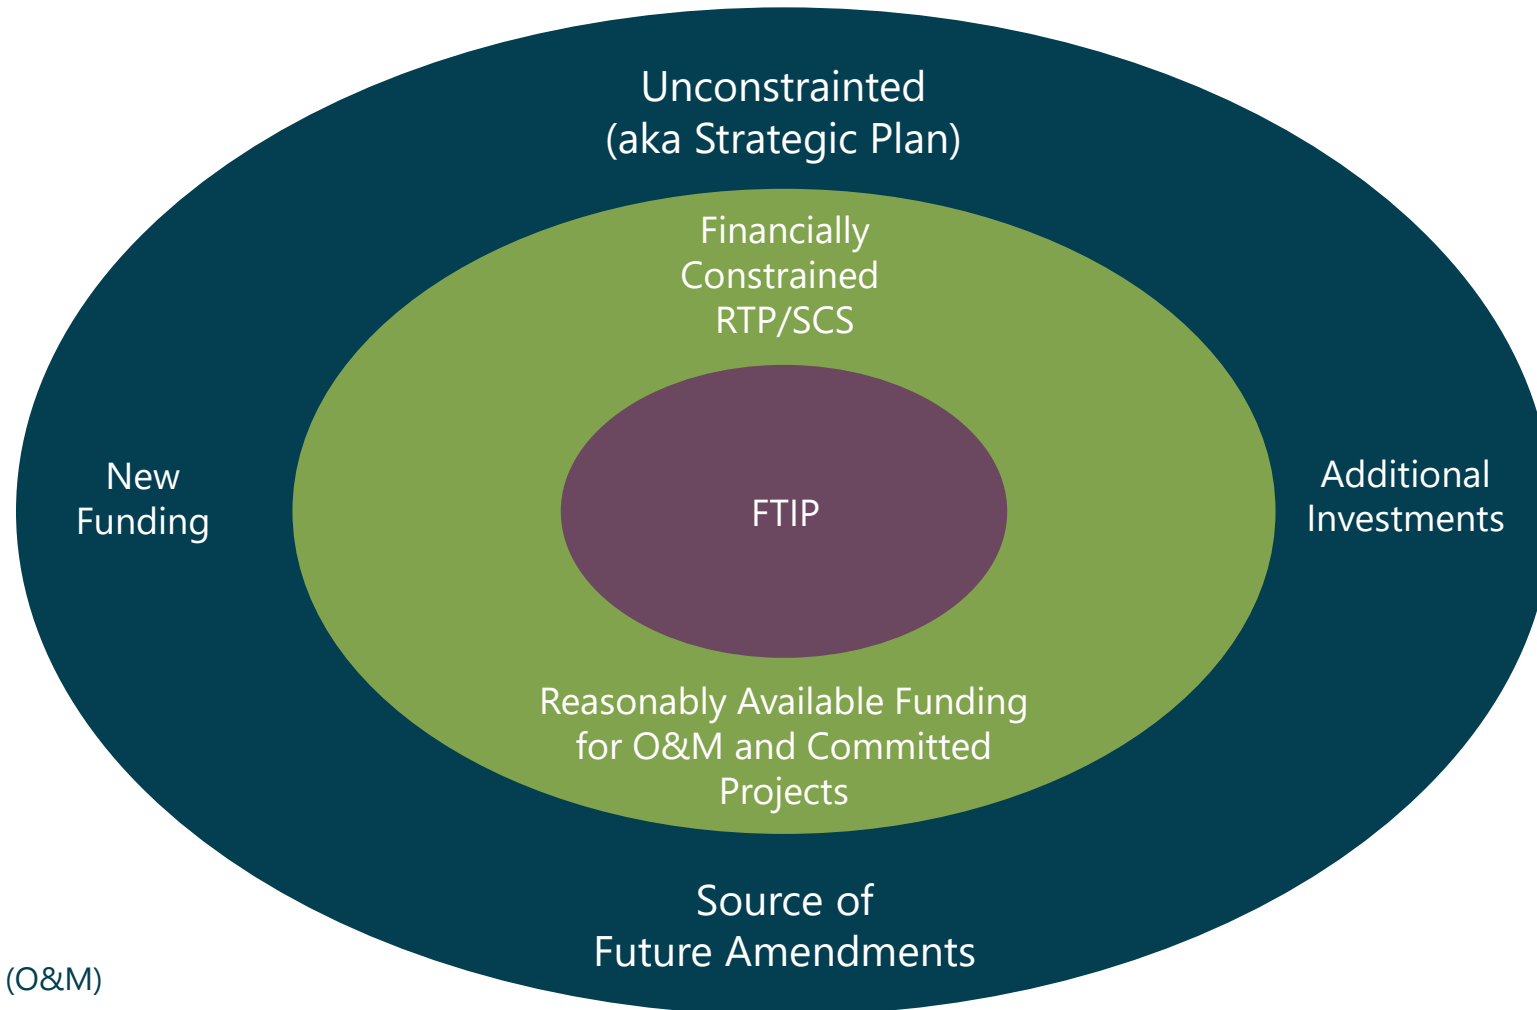 Unconstrainted
(aka Strategic Plan)
Financially
Constrained
RTP/SCS
New
Funding
FTIP
Additional
Investments
Reasonably Available Funding
for O&M and Committed
Projects
Source of
Future Amendments
(O&M)